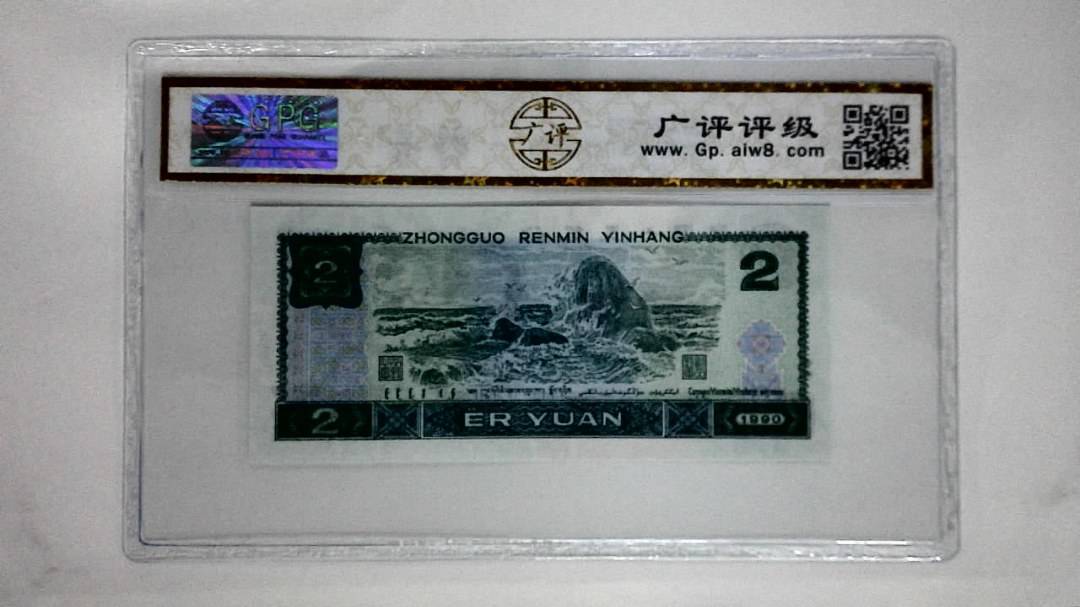 GPG
广评
广评评级
www.Gp.aiw8.com
ZHONGGUO RENMIN YINHANG
2
2
2
ER YUAN
1990